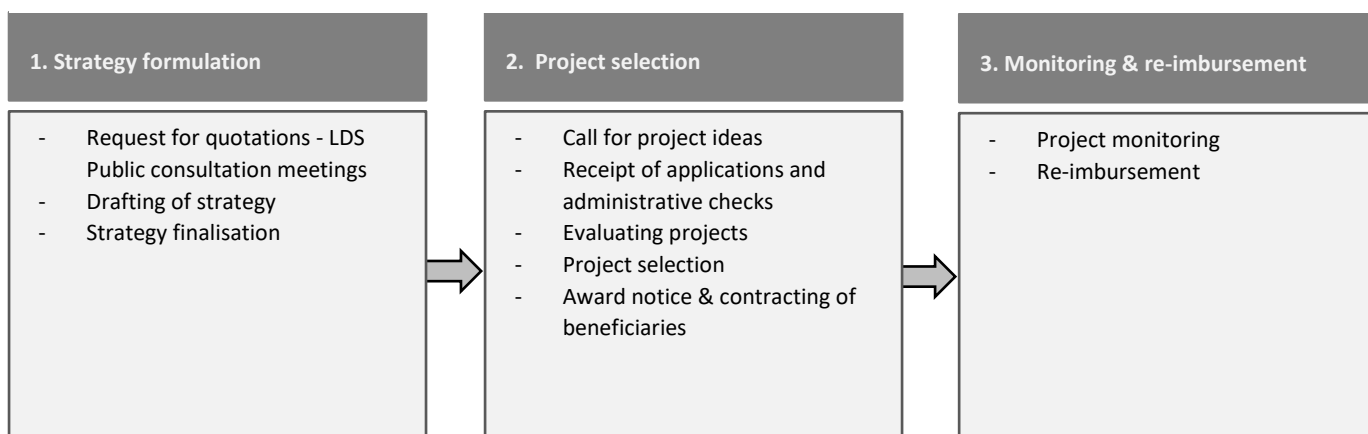 1. Strategy formulation
- Request for quotations - LDS
Public consultation meetings
- Drafting of strategy
- Strategy finalisation
2. Project selection
- Call for project ideas
- Receipt of applications and
administrative checks
- Evaluating projects
- Project selection
- Award notice & contracting of
beneficiaries
3. Monitoring & re-imbursement
- Project monitoring
- Re-imbursement